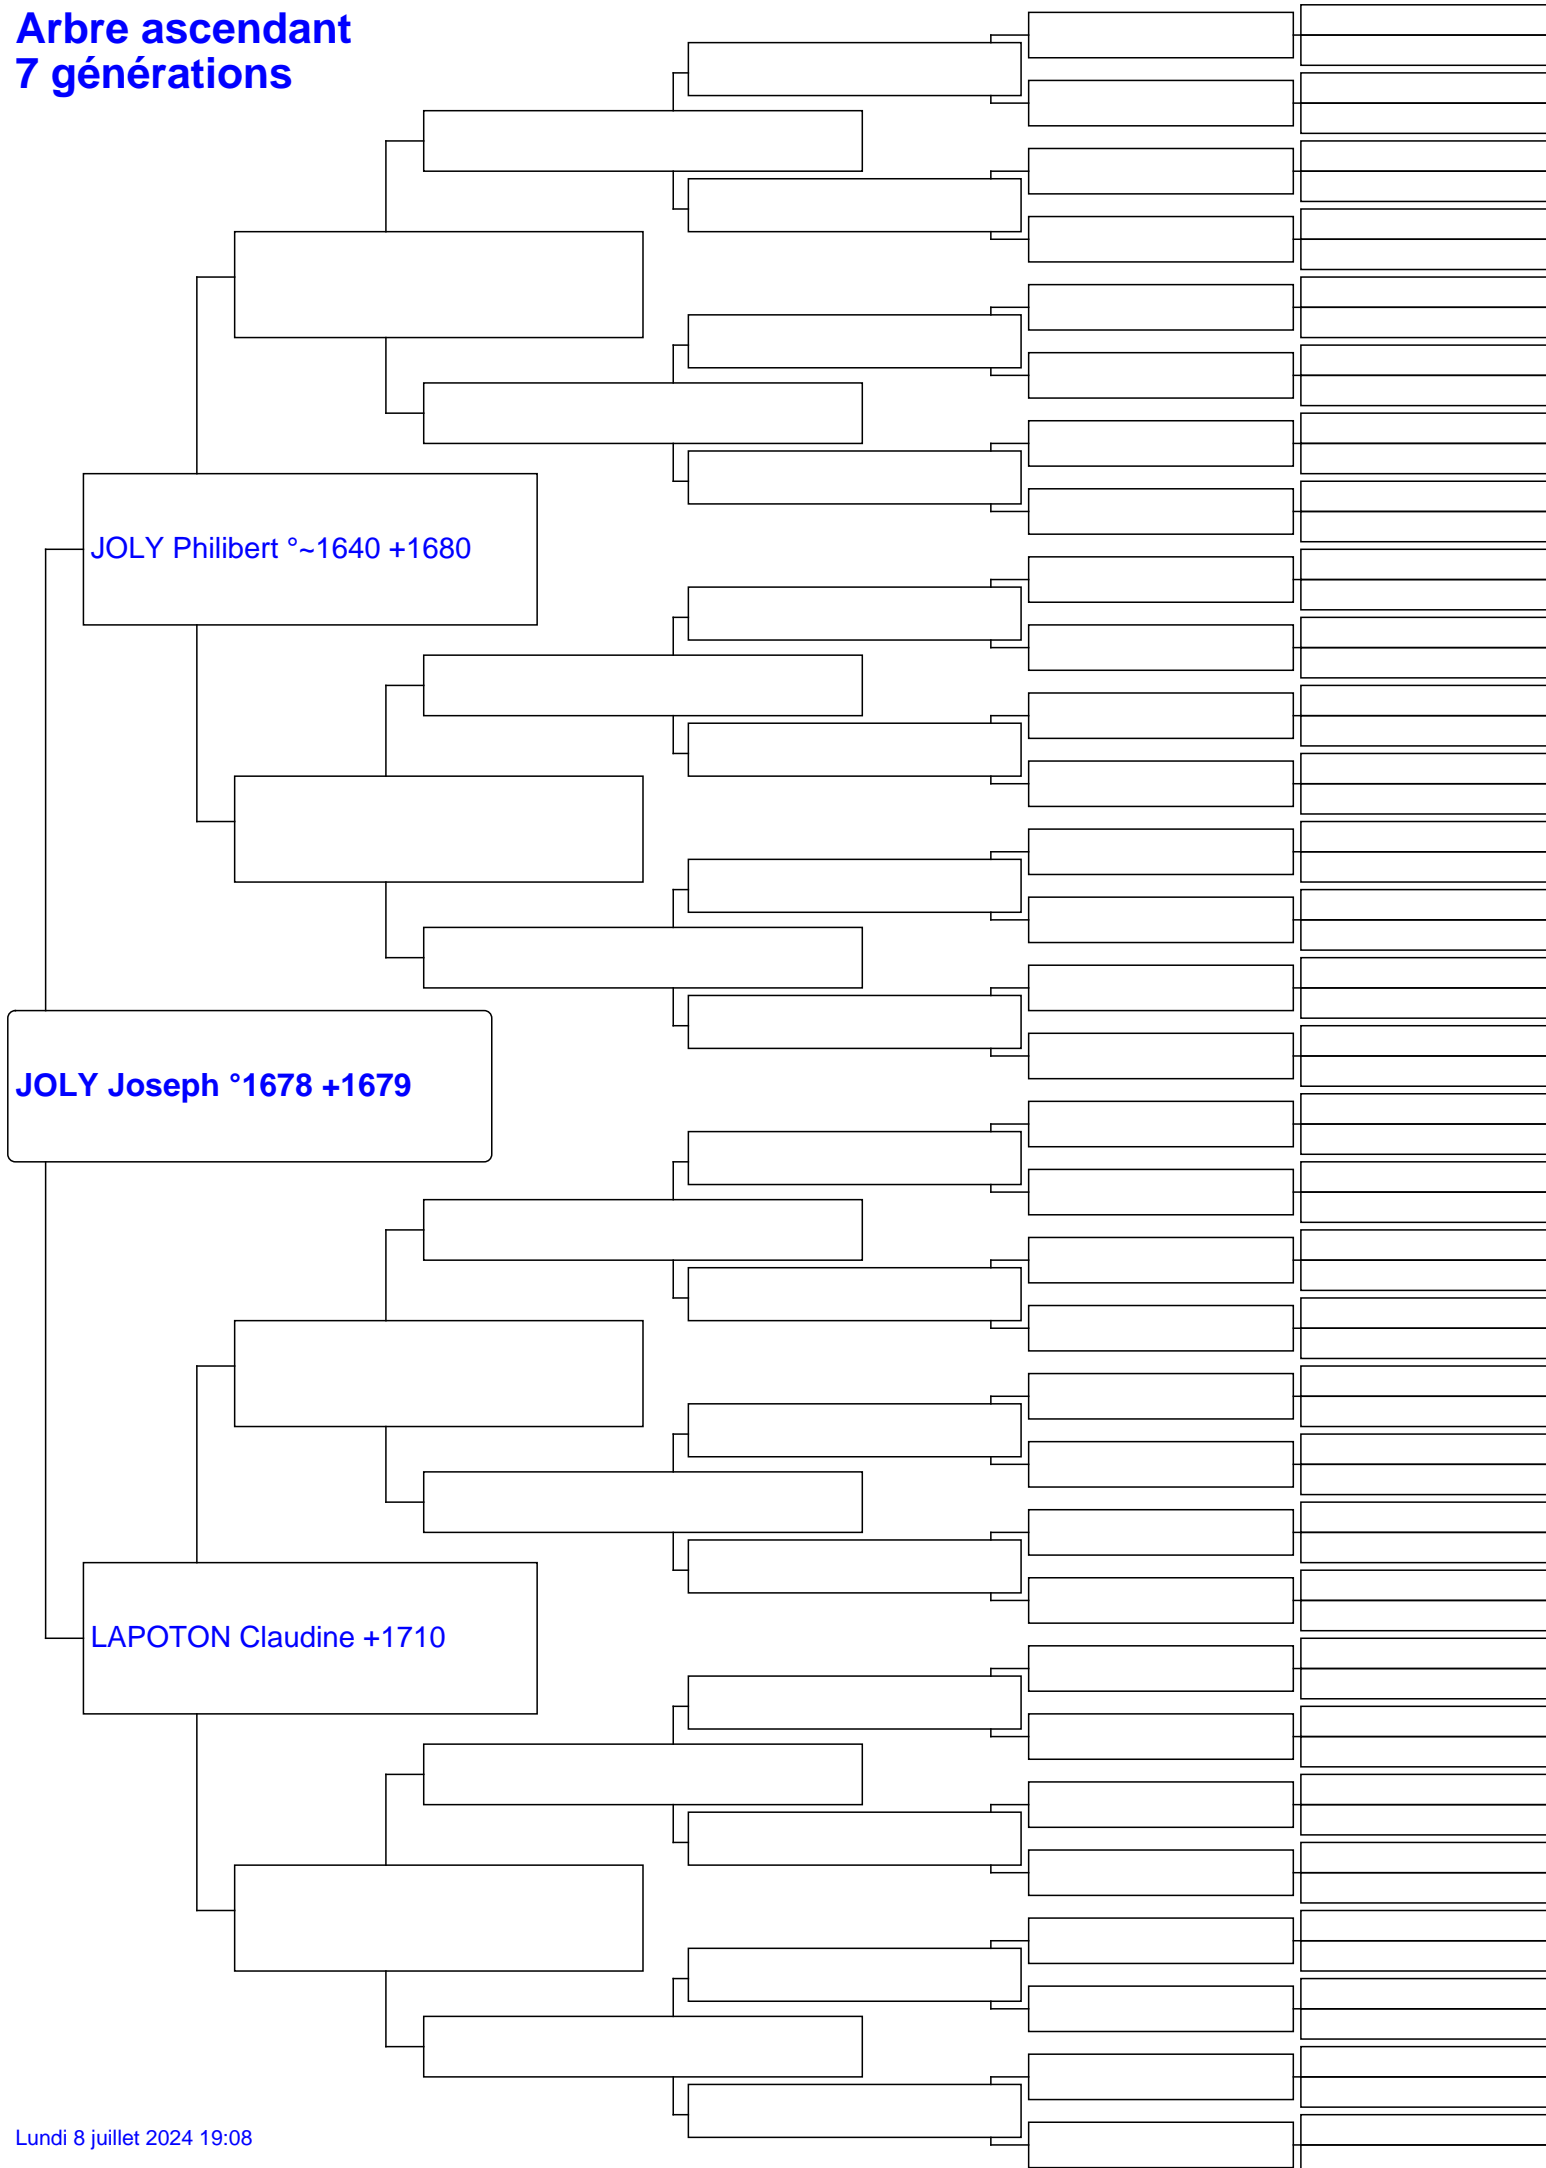 Arbre ascendant
7 générations
JOLY Philibert °~1640 +1680
JOLY Joseph °1678 +1679
LAPOTON Claudine +1710
Lundi 8 juillet 2024 19:08